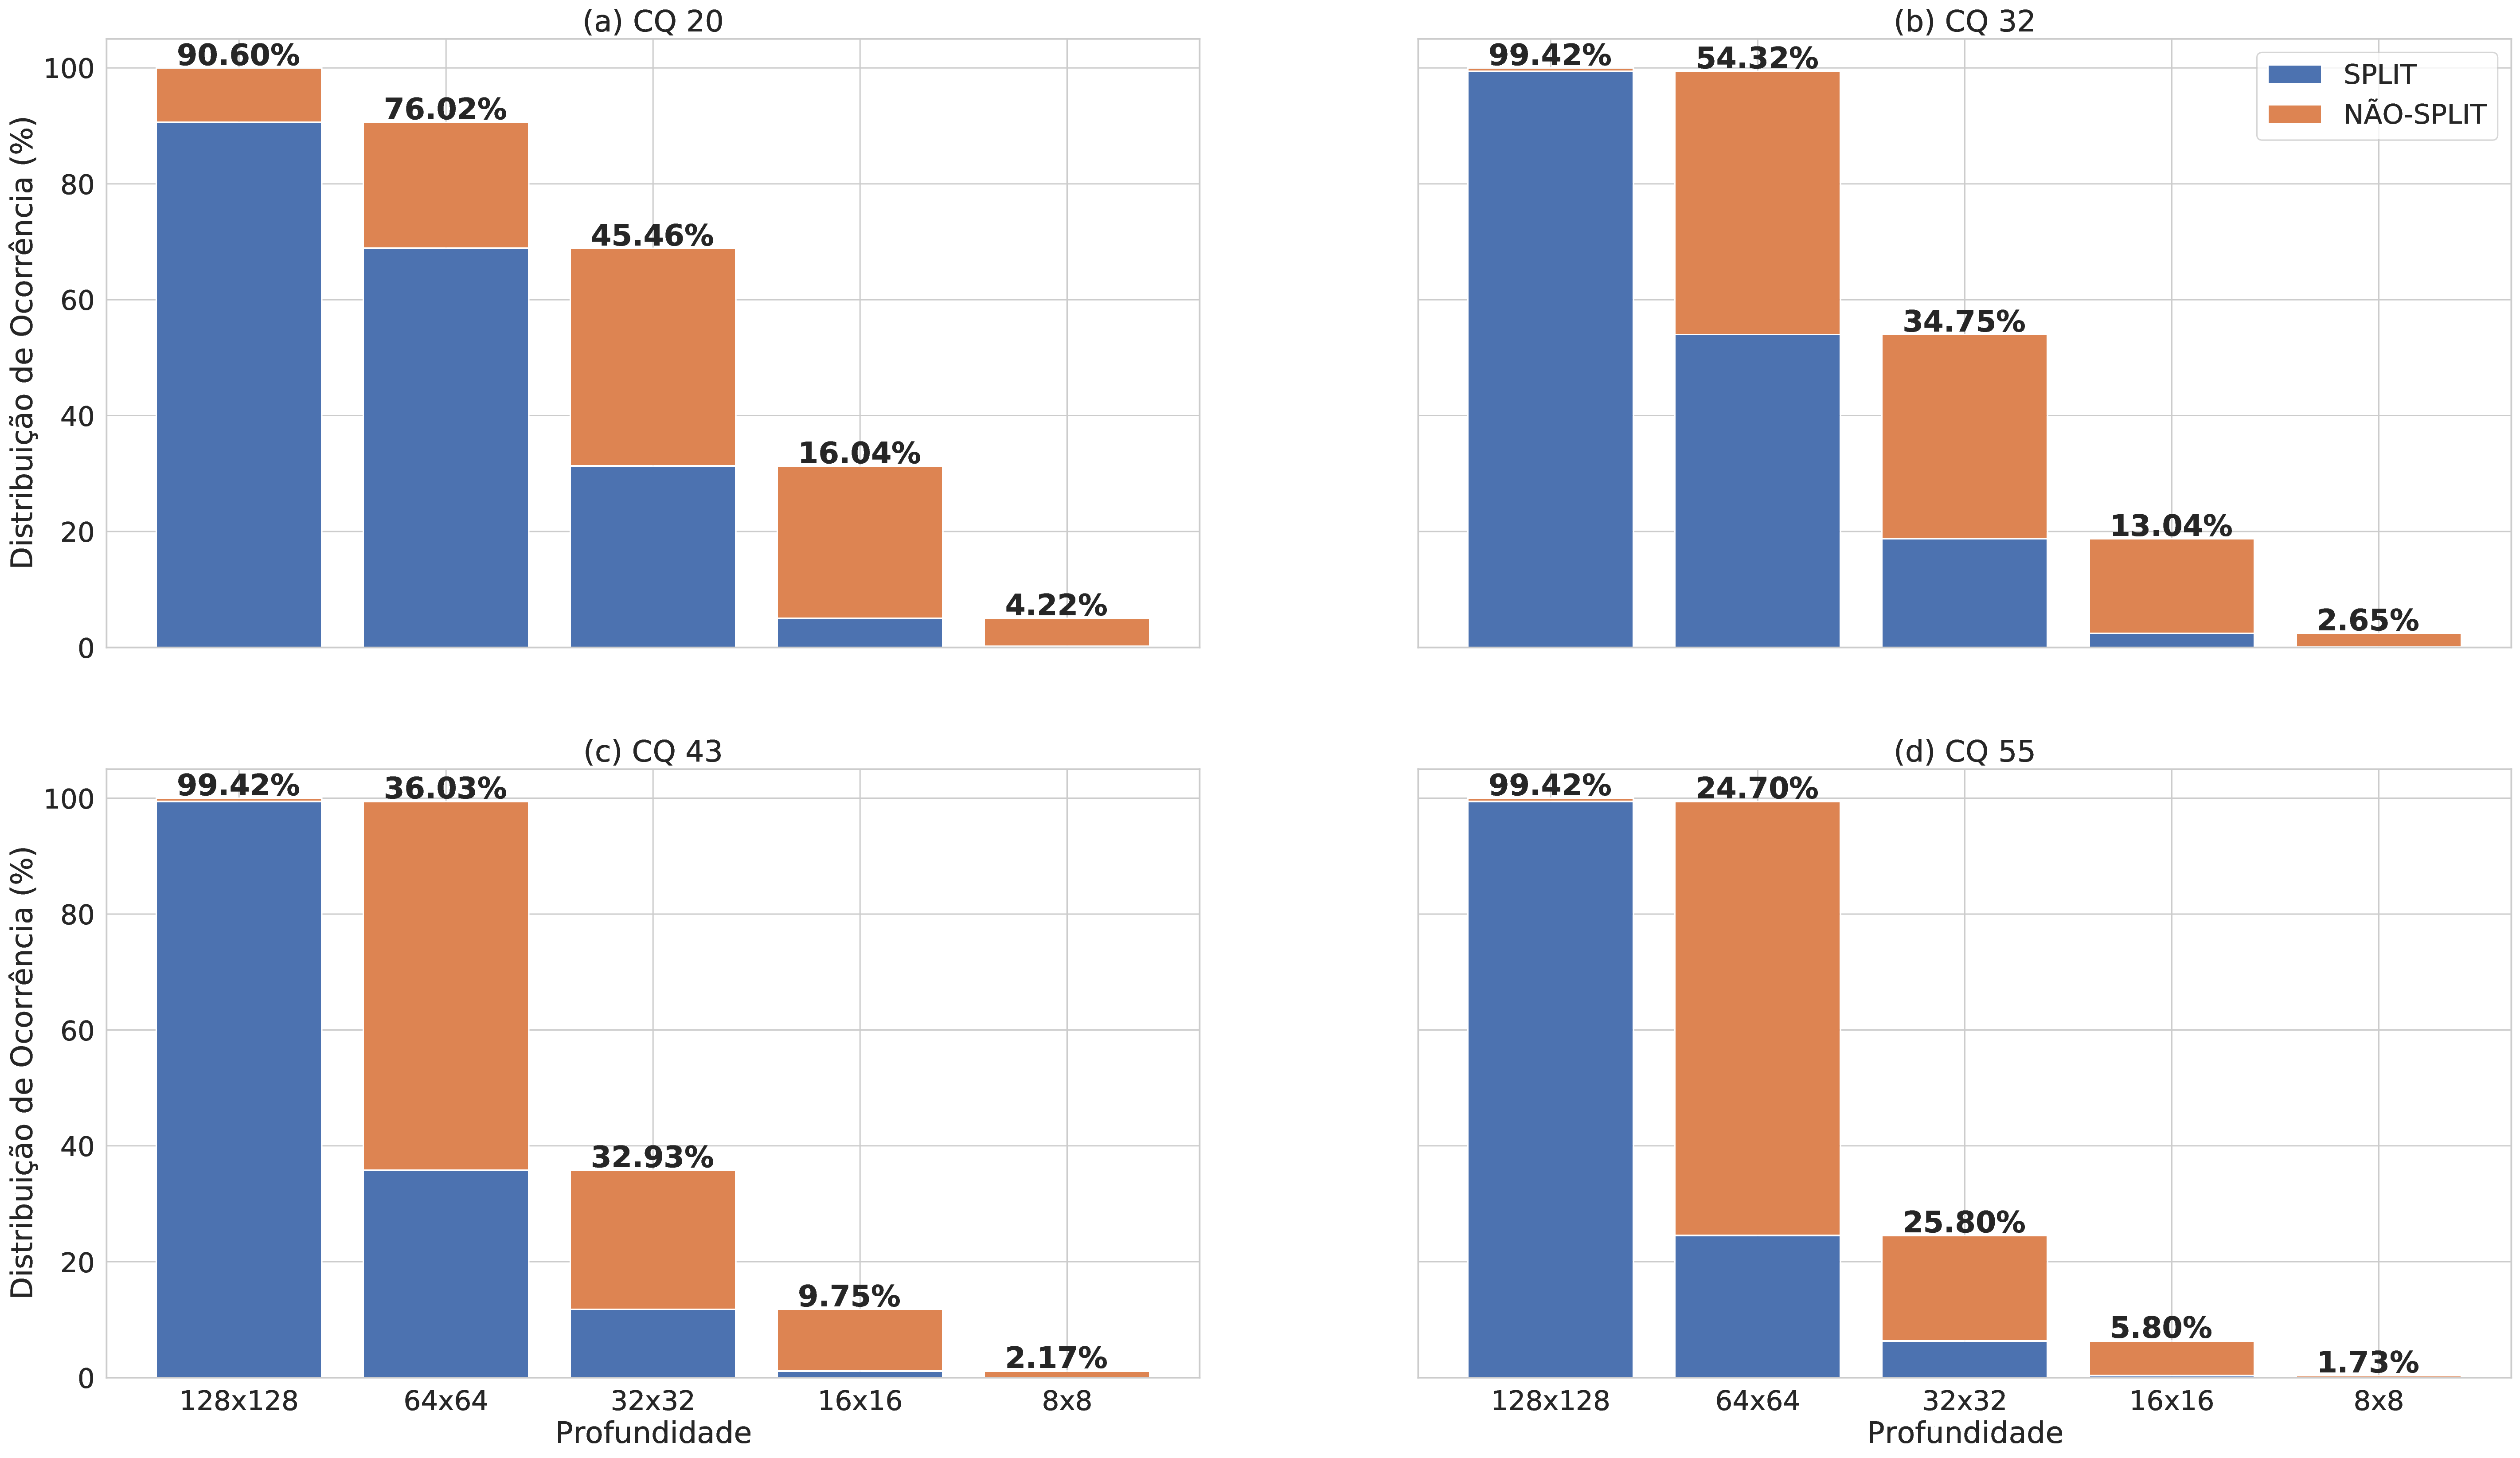 (a) CQ 20
Distribuição de Ocorrência (%)
100
80
60
40
20
0
90.60%
76.02%
45.46%
16.04%
4.22%
(b) CQ 32
99.42%
54.32%
34.75%
13.04%
2.65%
SPLIT
NÃO-SPLIT
(c) CQ 43
Distribuição de Ocorrência (%)
100
80
60
40
20
0
99.42%
36.03%
32.93%
9.75%
2.17%
128x128
64x64
32x32
16x16
8x8
Profundidade
(d) CQ 55
99.42%
24.70%
25.80%
5.80%
1.73%
128x128
64x64
32x32
16x16
8x8
Profundidade